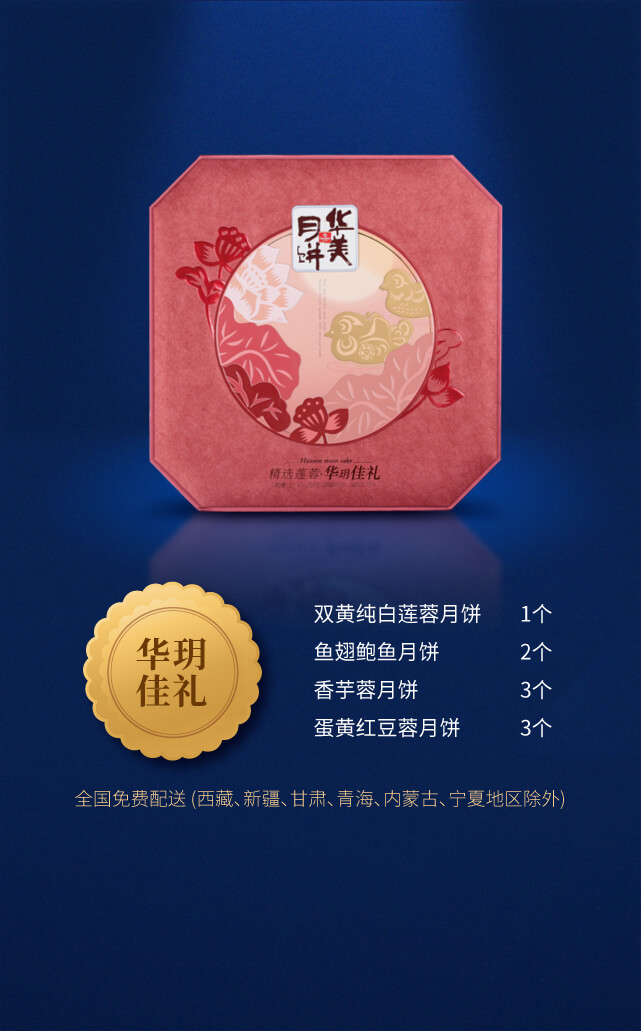 华美
月饼
Huamei moon cake
精选莲蓉·华玥佳礼
华玥
佳礼
双黄纯白莲蓉月饼 1个
鱼翅鲍鱼月饼 2个
香芋蓉月饼 3个
蛋黄红豆蓉月饼 3个
全国免费配送 (西藏、新疆、甘肃、青海、内蒙古、宁夏地区除外)